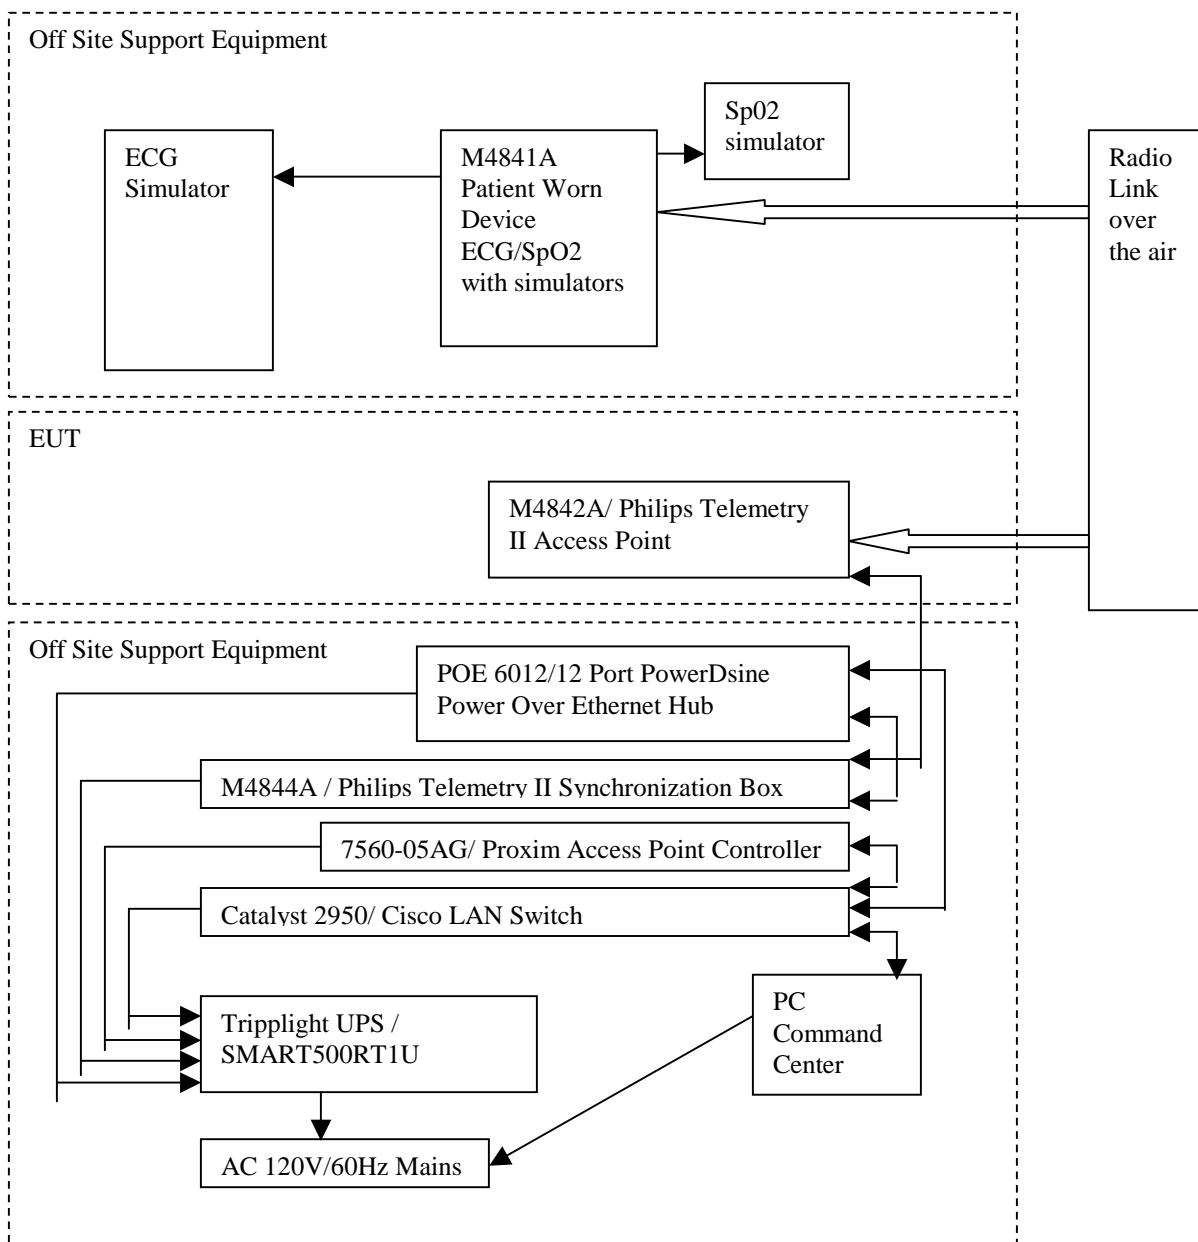 Off Site Support Equipment
Sp02
simulator
ECG
Simulator
M4841A
Patient Worn
Device
ECG/SpO2
with simulators
Radio
Link
over
the air
EUT
M4842A/ Philips Telemetry
II Access Point
Off Site Support Equipment
POE 6012/12 Port PowerDsine
Power Over Ethernet Hub
M4844A / Philips Telemetry II Synchronization Box
7560-05AG/ Proxim Access Point Controller
Catalyst 2950/ Cisco LAN Switch
Tripplight UPS /
SMART500RT1U
PC
Command
Center
AC 120V/60Hz Mains